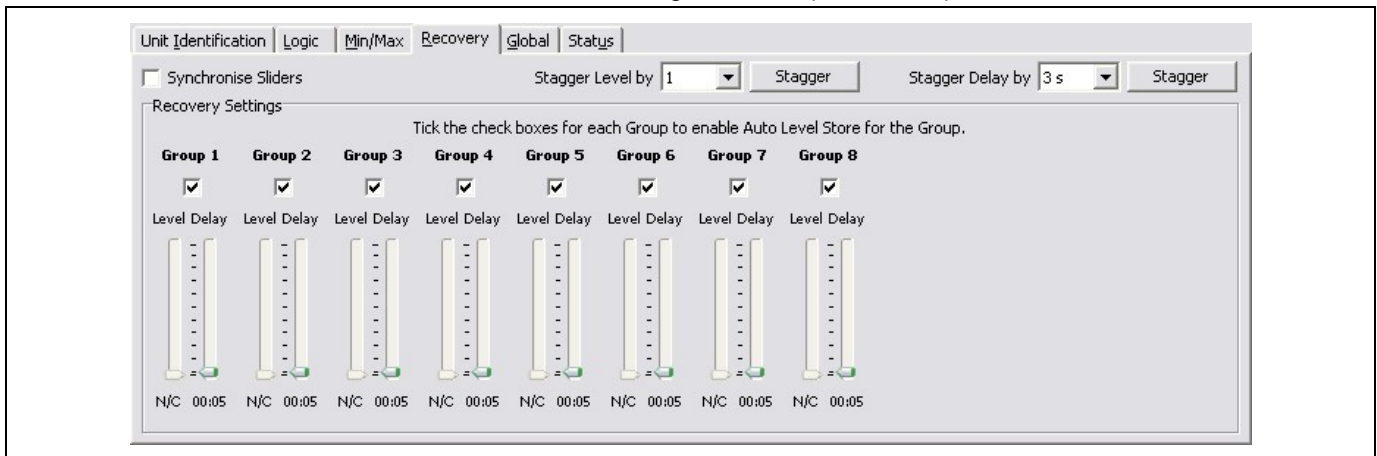 Unit Identification Logic Min/Max Recovery Global Status
Synchronise Sliders Stagger Level by 1 Stagger Stagger Delay by 3 s Stagger
Recovery Settings
Tick the check boxes for each Group to enable Auto Level Store for the Group.
Group 1 Group 2 Group 3 Group 4 Group 5 Group 6 Group 7 Group 8
Level Delay Level Delay Level Delay Level Delay Level Delay Level Delay Level Delay Level Delay
N/C 00:05 N/C 00:05 N/C 00:05 N/C 00:05 N/C 00:05 N/C 00:05 N/C 00:05 N/C 00:05